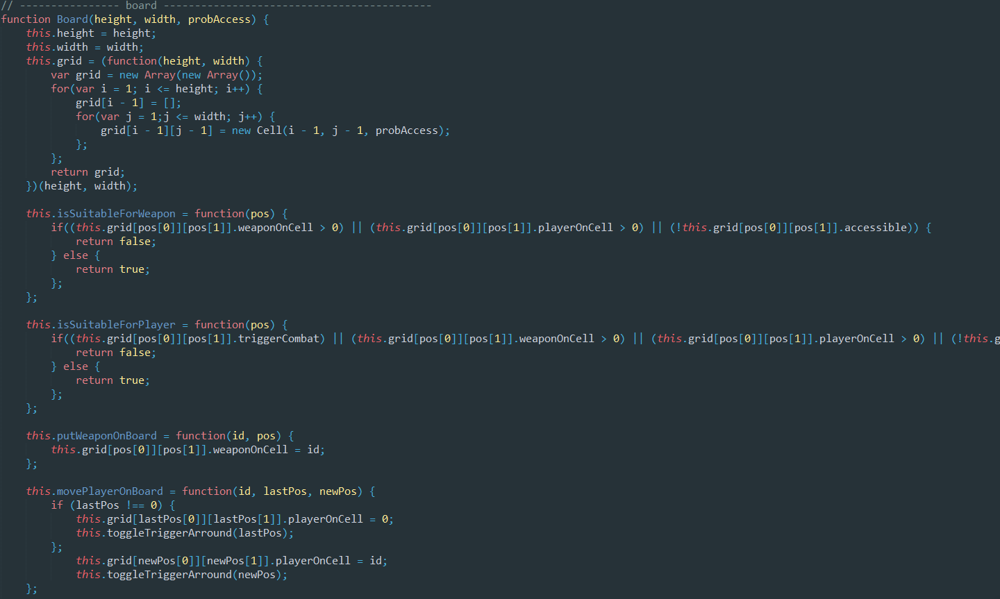 // ---------------- board -------------------------------------------
function Board(height, width, probAccess) {
    this.height = height;
    this.width = width;
    this.grid = (function(height, width) {
        var grid = new Array(new Array());
        for(var i = 1; i <= height; i++) {
            grid[i - 1] = [];
            for(var j = 1;j <= width; j++) {
                grid[i - 1][j - 1] = new Cell(i - 1, j - 1, probAccess);
            };
        };
        return grid;
    })(height, width);

    this.isSuitableForWeapon = function(pos) {
        if((this.grid[pos[0]][pos[1]].weaponOnCell > 0) || (this.grid[pos[0]][pos[1]].playerOnCell > 0) || (!this.grid[pos[0]][pos[1]].accessible)) {
            return false;
        } else {
            return true;
        };
    };

    this.isSuitableForPlayer = function(pos) {
        if((this.grid[pos[0]][pos[1]].triggerCombat) || (this.grid[pos[0]][pos[1]].weaponOnCell > 0) || (this.grid[pos[0]][pos[1]].playerOnCell > 0) || (!this.g
            return false;
        } else {
            return true;
        };
    };

    this.putWeaponOnBoard = function(id, pos) {
        this.grid[pos[0]][pos[1]].weaponOnCell = id;
    };

    this.movePlayerOnBoard = function(id, lastPos, newPos) {
        if (lastPos !== 0) {
            this.grid[lastPos[0]][lastPos[1]].playerOnCell = 0;
            this.toggleTriggerArround(lastPos);
        };
            this.grid[newPos[0]][newPos[1]].playerOnCell = id;
            this.toggleTriggerArround(newPos);
    };